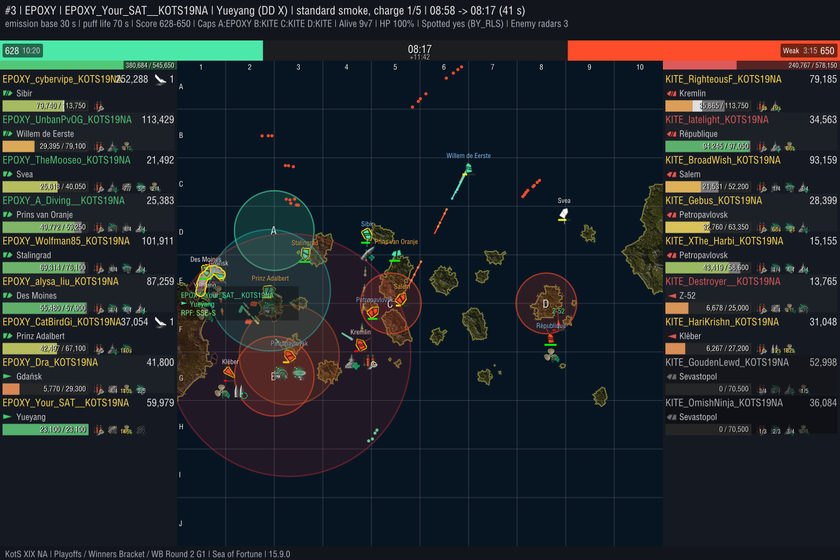 #3 | EPOXY | EPOXY_Your_SAT__KOTS19NA | Yueyang (DD X) | standard smoke, charge 1/5 | 08:58 -> 08:17 (41 s)
emission base 30 s | puff life 70 s | Score 628-650 | Caps A:EPOXY B:KITE C:KITE D:KITE | Alive 9v7 | HP 100% | Spotted yes (BY_RLS) | Enemy radars 3
628 10:20
08:17
+11:42
Weak 3:15 650
380,684 / 545,650
240,767 / 578,150
1 2 3 4 5 6 7 8 9 10
A
B
C
D
E
F
G
H
I
J
EPOXY_cybervipe_KOTS19NA 252,288 1
Sibir
EPOXY_UnbanPvOG_KOTS19NA 113,429
Willem de Eerste
29,395 / 79,100
EPOXY_TheMooseo_KOTS19NA 21,492
Svea
EPOXY_A_Diving__KOTS19NA 25,383
Prins van Oranje
EPOXY_Wolfman85_KOTS19NA 101,911
Stalingrad
EPOXY_alysa_liu_KOTS19NA 87,259
Des Moines
EPOXY_CatBirdGi_KOTS19NA 37,054 1
Prinz Adalbert
EPOXY_Dra_KOTS19NA 41,800
Gdańsk
5,770 / 29,300
EPOXY_Your_SAT__KOTS19NA 59,979
Yueyang
23,100 / 23,100
KITE_RighteousF_KOTS19NA 79,185
Kremlin
KITE_latelight_KOTS19NA 34,563
République
KITE_BroadWish_KOTS19NA 93,159
Salem
KITE_Gebus_KOTS19NA 28,399
Petropavlovsk
KITE_XThe_Harbi_KOTS19NA 15,155
Petropavlovsk
KITE_Destroyer__KOTS19NA 13,765
Z-52
6,678 / 25,000
KITE_HariKrishn_KOTS19NA 31,048
Kléber
6,267 / 27,200
KITE_GoudenLewd_KOTS19NA 52,998
Sevastopol
0 / 70,500
KITE_OmishNinja_KOTS19NA 36,084
Sevastopol
0 / 70,500
Willem de Eerste
Svea
A
Sibir
Stalingrad
Prins van Oranje
Des Moines
Prinz Adalbert
EPOXY_Your_SAT__KOTS19NA
Yueyang
RPF: SSE-S
Salem
Petropavlovsk
C
D
Z-52
République
Kremlin
Petropavlovsk
Kléber
KotS XIX NA | Playoffs / Winners Bracket / WB Round 2 G1 | Sea of Fortune | 15.9.0